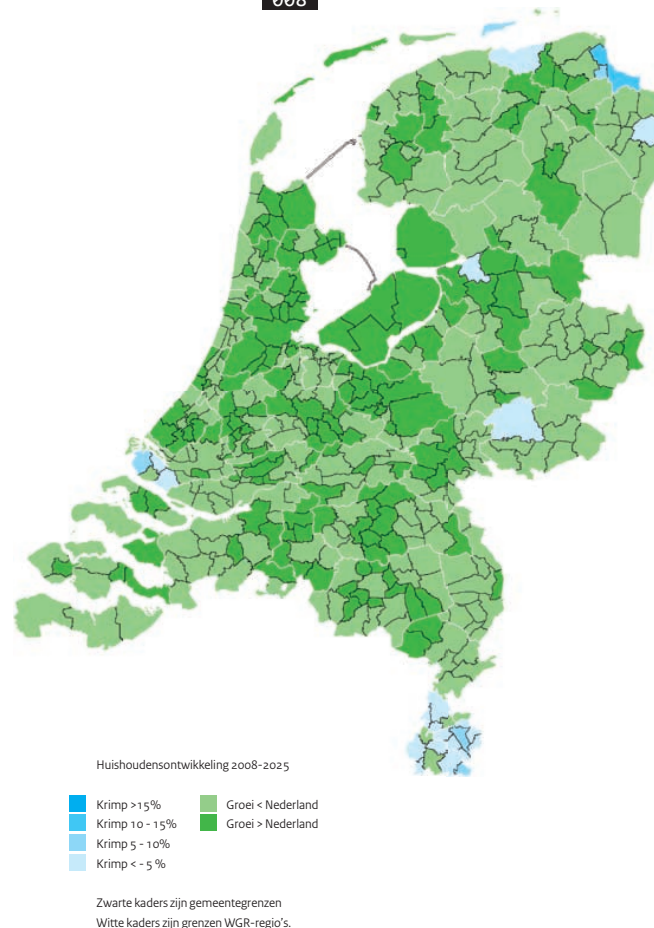 008
Huishoudensontwikkeling 2008-2025
Krimp >15%
Krimp 10 - 15%
Krimp 5 - 10%
Krimp < - 5 %
Groei < Nederland
Groei > Nederland
Zwarte kaders zijn gemeentegrenzen
Witte kaders zijn grenzen WGR-regio's.